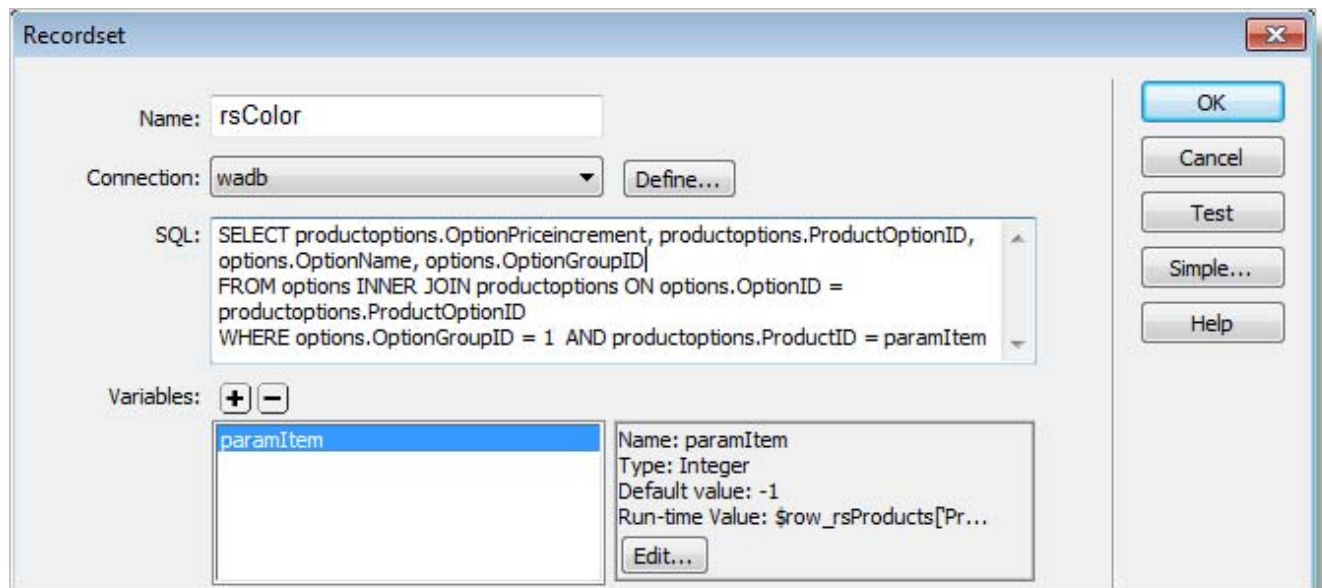 Recordset
Name: rsColor
OK
Connection: wadb Define...
Cancel
SQL: SELECT productoptions.OptionPriceincrement, productoptions.ProductOptionID,
options.OptionName, options.OptionGroupID
FROM options INNER JOIN productoptions ON options.OptionID =
productoptions.ProductOptionID
WHERE options.OptionGroupID = 1 AND productoptions.ProductID = paramItem
Test
Simple...
Help
Variables: + −
paramItem
Name: paramItem
Type: Integer
Default value: -1
Run-time Value: $row_rsProducts['Pr...
Edit...